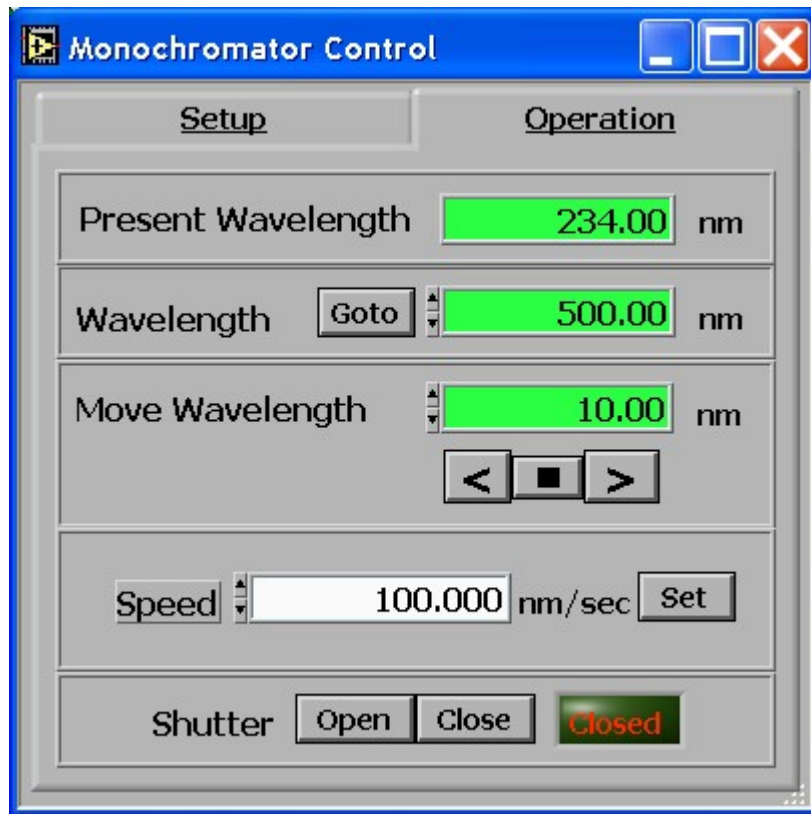 Monochromator Control
Setup Operation
Present Wavelength 234.00 nm
Wavelength Goto 500.00 nm
Move Wavelength 10.00 nm
< ■ >
Speed 100.000 nm/sec Set
Shutter Open Close Closed